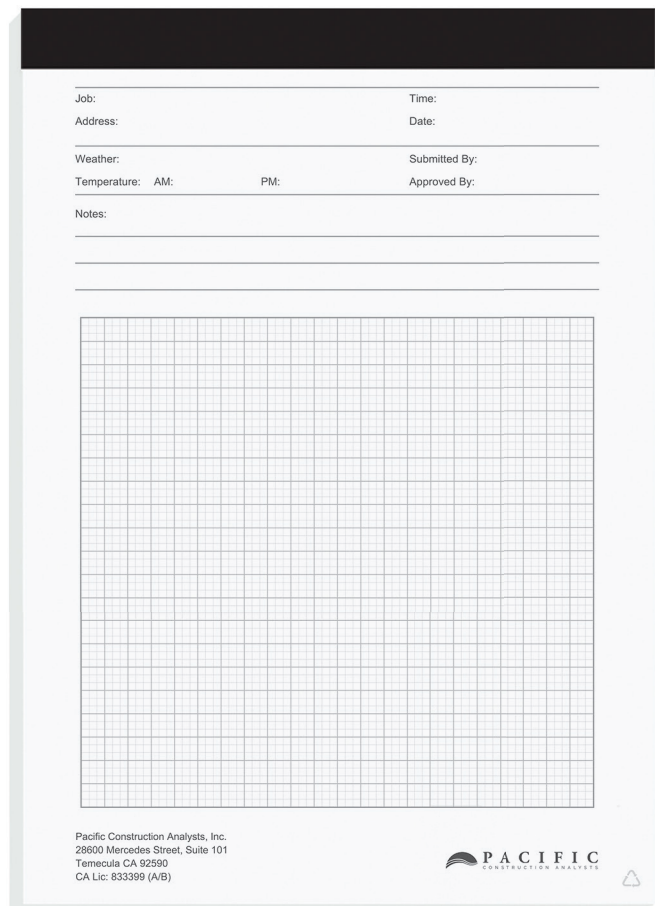 Job: Time:
Address: Date:
Weather: Submitted By:
Temperature: AM: PM: Approved By:
Notes:
Pacific Construction Analysts, Inc.
28600 Mercedes Street, Suite 101
Temecula CA 92590
CA Lic: 833399 (A/B)
PACIFIC
CONSTRUCTION ANALYSTS